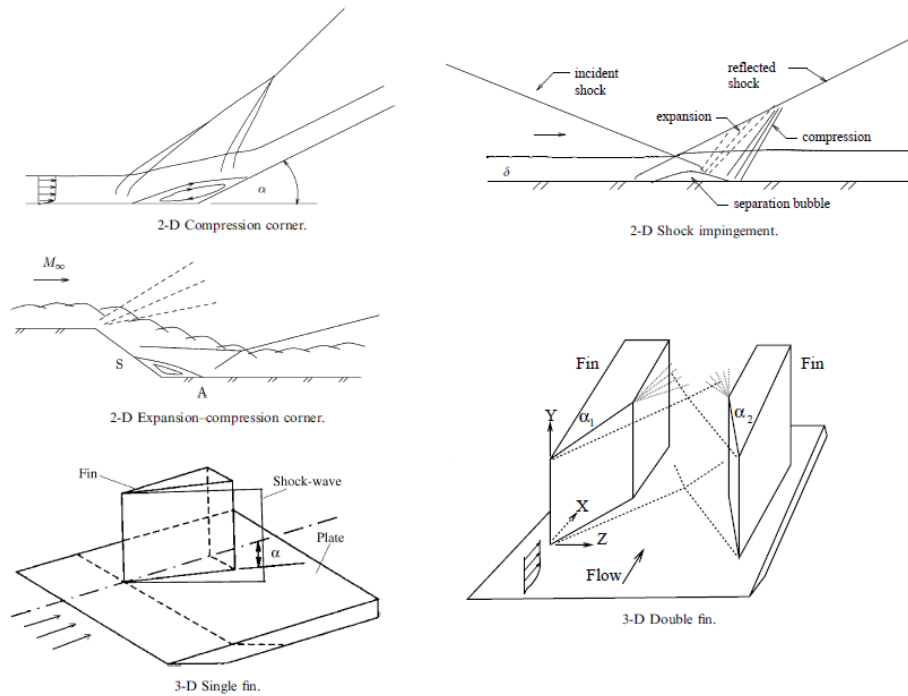 α
2-D Compression corner.
incident
shock
reflected
shock
expansion
compression
δ
separation bubble
2-D Shock impingement.
M∞
S
A
2-D Expansion–compression corner.
Fin
Shock-wave
α
Plate
3-D Single fin.
Fin
Fin
Y
α1
α2
X
Z
Flow
3-D Double fin.